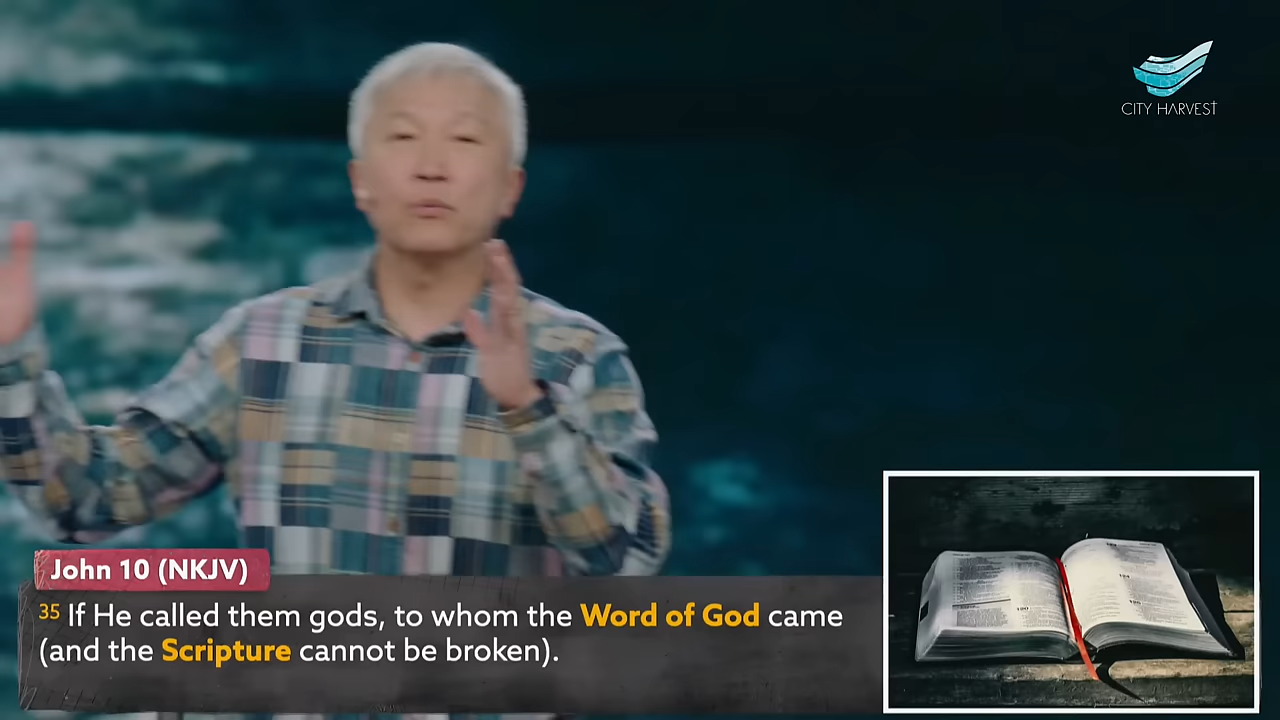 CITY HARVEST
John 10 (NKJV)
35 If He called them gods, to whom the Word of God came
(and the Scripture cannot be broken).